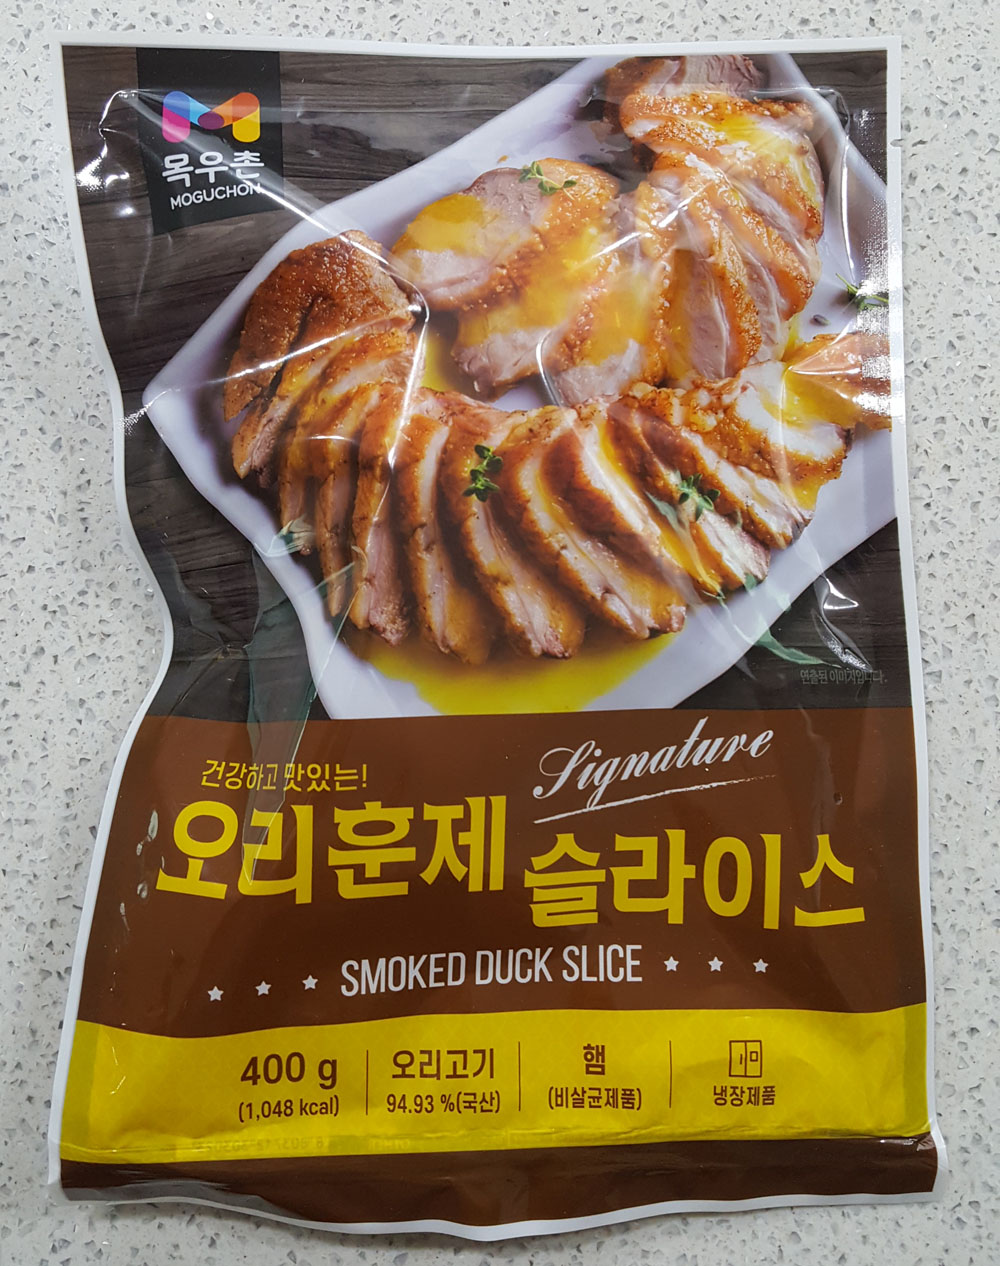 목우촌
MOGUCHON
연출된 이미지입니다.
건강하고 맛있는!
Signature
오리훈제 슬라이스
SMOKED DUCK SLICE
400 g
(1,048 kcal)
오리고기
94.93 %(국산)
햄
(비살균제품)
냉장제품